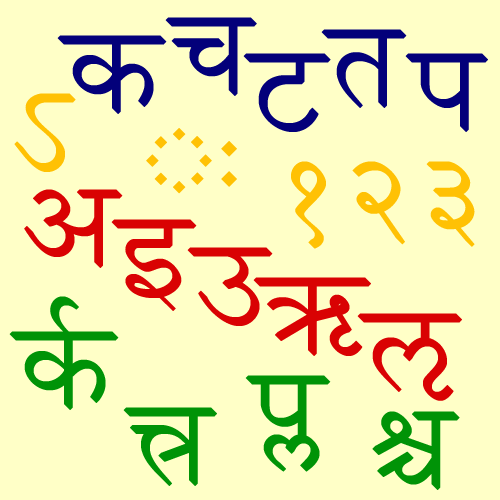 क च ट त प
ऽ ः १ २ ३
अ इ उ ऋ ऌ
र्क त्त्र प्ल श्च